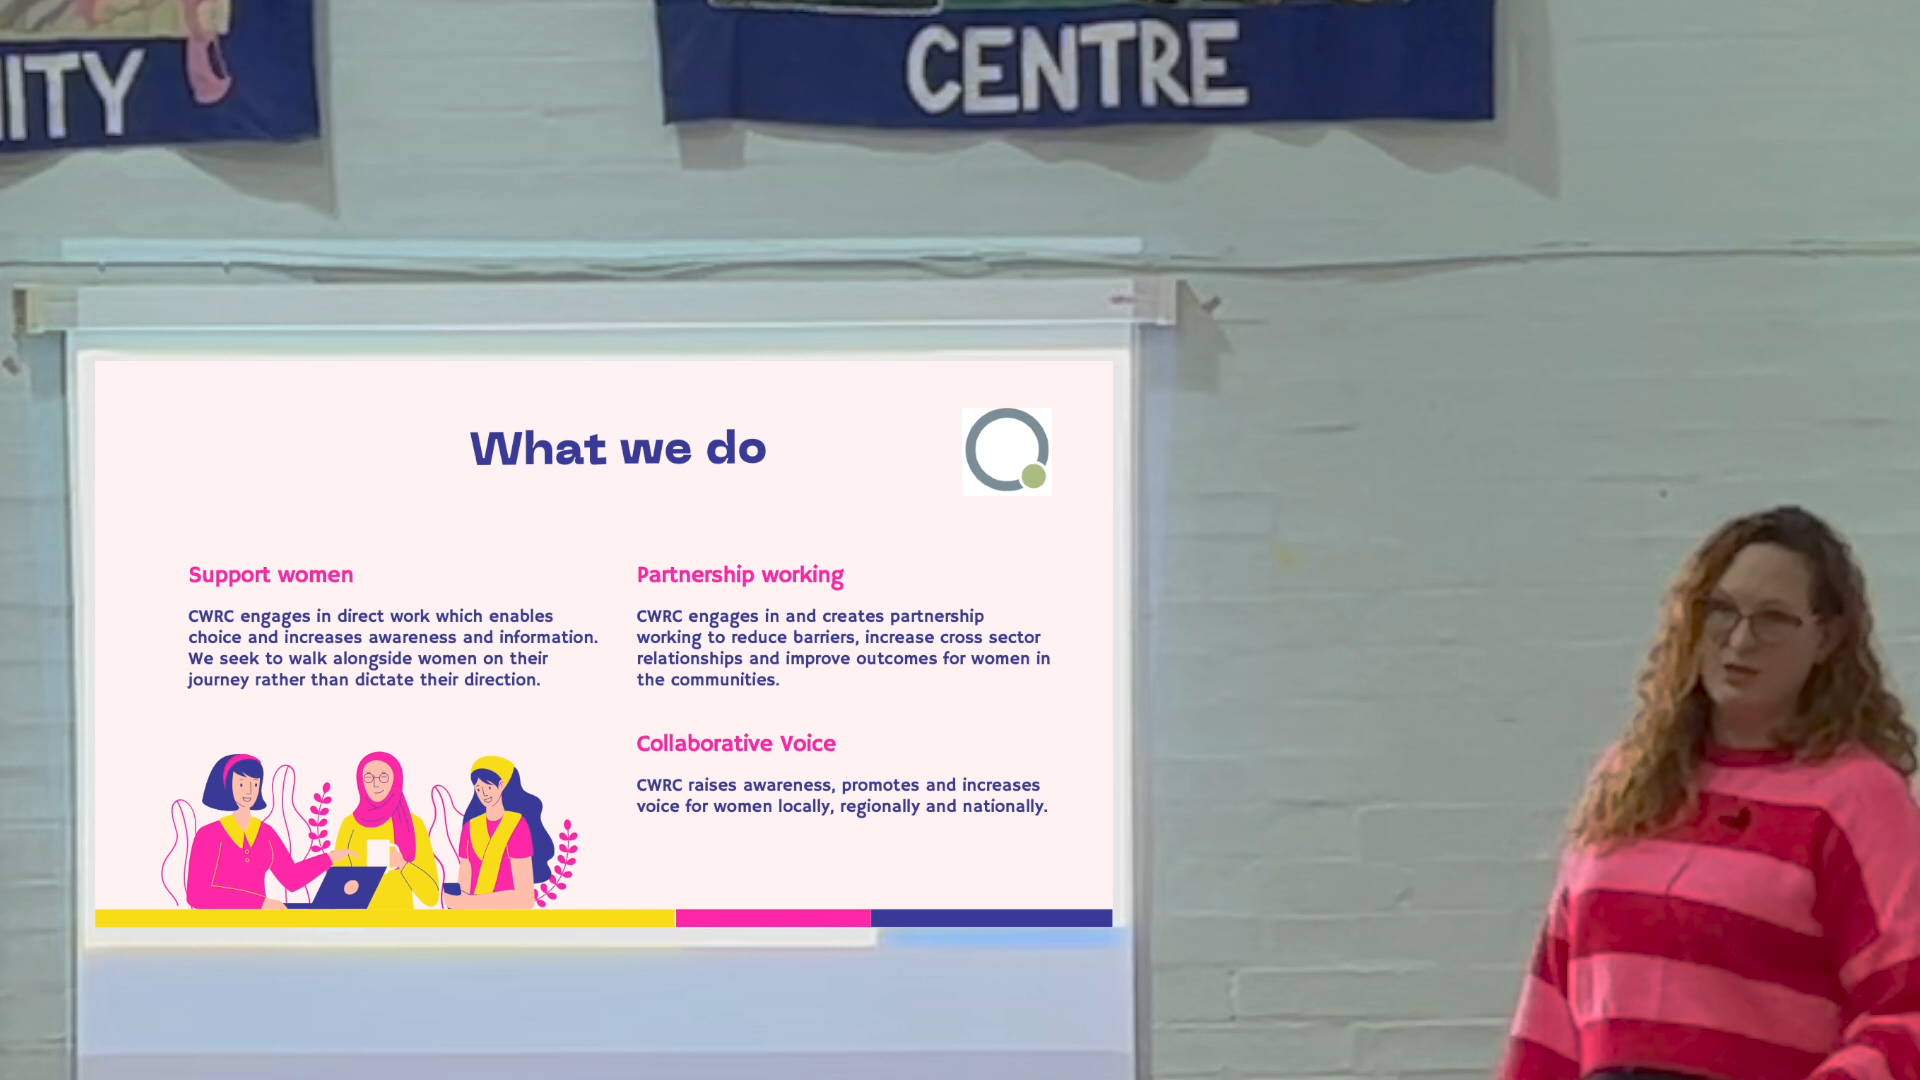 CENTRE
What we do
Support women
CWRC engages in direct work which enables
choice and increases awareness and information.
We seek to walk alongside women on their
journey rather than dictate their direction.
Partnership working
CWRC engages in and creates partnership
working to reduce barriers, increase cross sector
relationships and improve outcomes for women in
the communities.
Collaborative Voice
CWRC raises awareness, promotes and increases
voice for women locally, regionally and nationally.